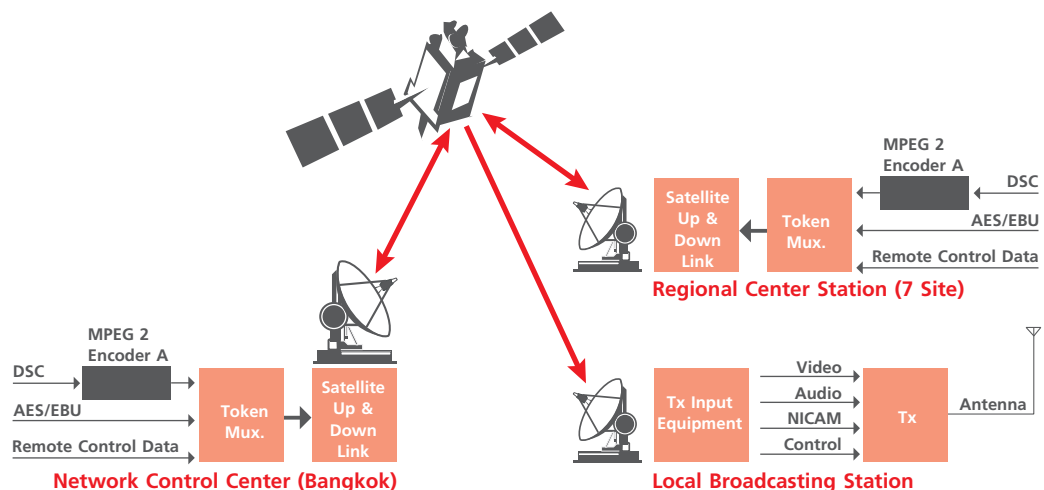 MPEG 2
Encoder A
DSC
AES/EBU
Remote Control Data
Satellite
Up &
Down
Link
Token
Mux.
Regional Center Station (7 Site)
MPEG 2
Encoder A
DSC
AES/EBU
Remote Control Data
Token
Mux.
Satellite
Up &
Down
Link
Network Control Center (Bangkok)
Tx Input
Equipment
Video
Audio
NICAM
Control
Tx
Antenna
Local Broadcasting Station